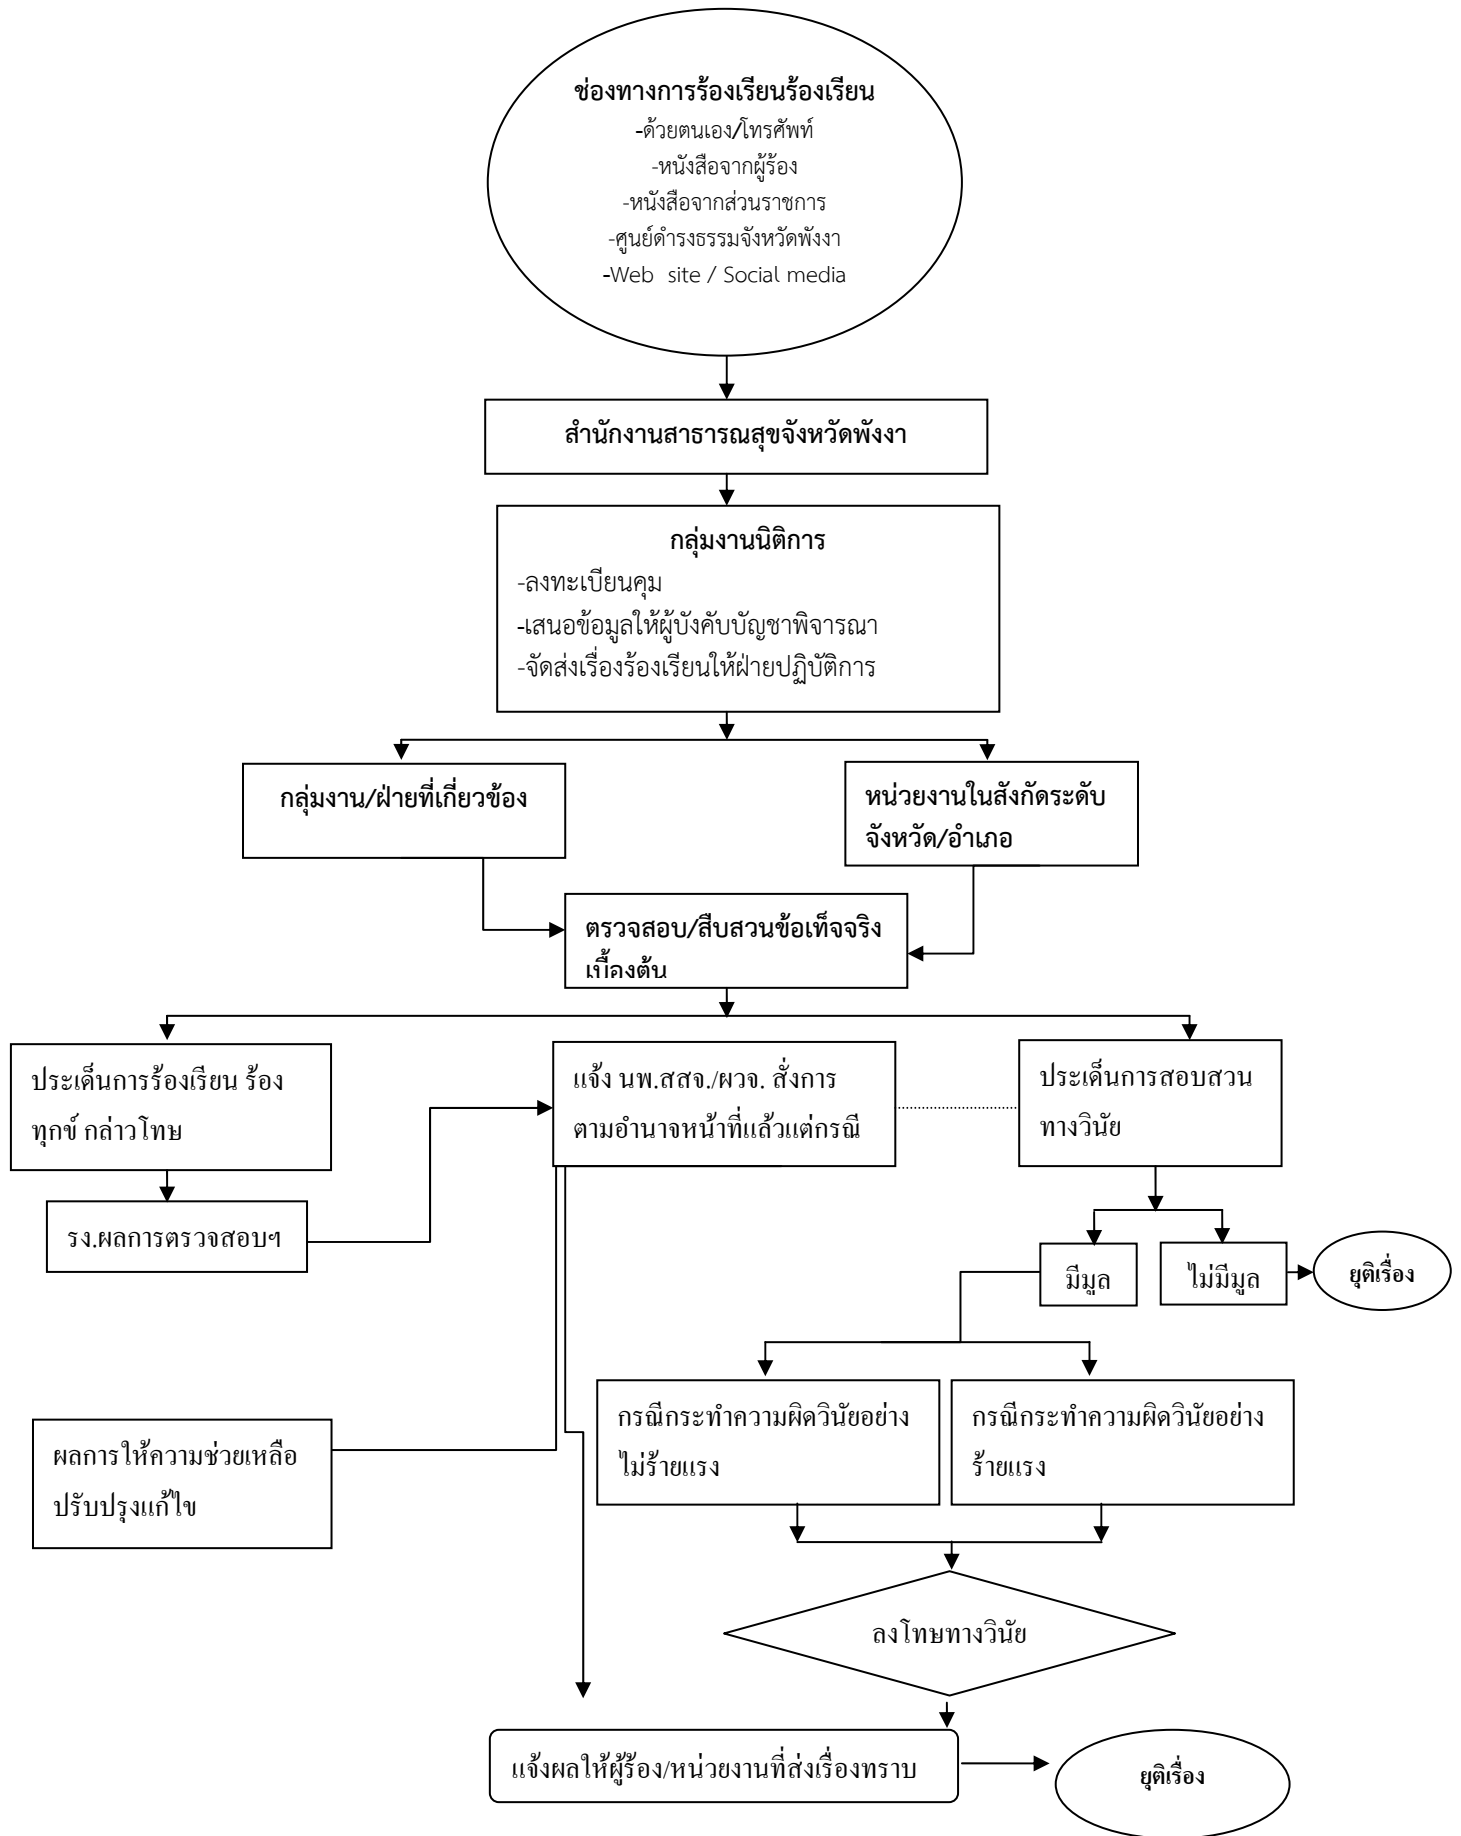 ช่องทางการร้องเรียนร้องเรียน
-ด้วยตนเอง/โทรศัพท์
-หนังสือจากผู้ร้อง
-หนังสือจากส่วนราชการ
-ศูนย์ดำรงธรรมจังหวัดพังงา
-Web site / Social media
สำนักงานสาธารณสุขจังหวัดพังงา
กลุ่มงานนิติการ
-ลงทะเบียนคุม
-เสนอข้อมูลให้ผู้บังคับบัญชาพิจารณา
-จัดส่งเรื่องร้องเรียนให้ฝ่ายปฏิบัติการ
กลุ่มงาน/ฝ่ายที่เกี่ยวข้อง
หน่วยงานในสังกัดระดับ
จังหวัด/อำเภอ
ตรวจสอบ/สืบสวนข้อเท็จจริง
เบื้องต้น
ประเด็นการร้องเรียน ร้อง
ทุกข์ กล่าวโทษ
แจ้ง นพ.สสจ./ผวจ. สั่งการ
ตามอำนาจหน้าที่แล้วแต่กรณี
ประเด็นการสอบสวน
ทางวินัย
รง.ผลการตรวจสอบฯ
มีมูล
ไม่มีมูล
ยุติเรื่อง
กรณีกระทำความผิดวินัยอย่าง
ไม่ร้ายแรง
กรณีกระทำความผิดวินัยอย่าง
ร้ายแรง
ผลการให้ความช่วยเหลือ
ปรับปรุงแก้ไข
ลงโทษทางวินัย
แจ้งผลให้ผู้ร้อง/หน่วยงานที่ส่งเรื่องทราบ
ยุติเรื่อง